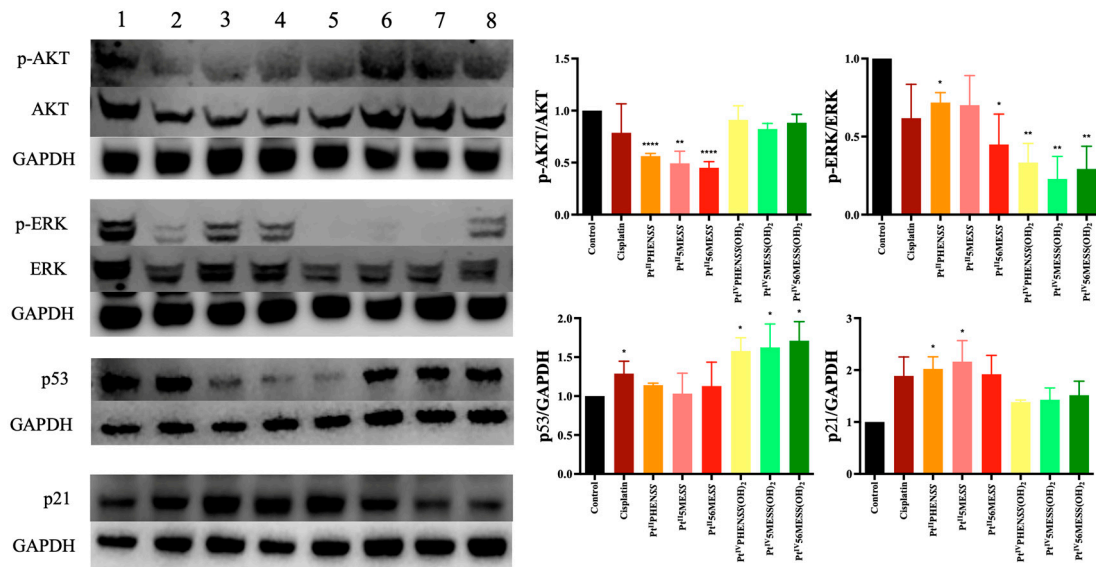 1 2 3 4 5 6 7 8
p-AKT
AKT
GAPDH
p-ERK
ERK
GAPDH
p53
GAPDH
p21
GAPDH
p-AKT/AKT
1.5
1.0
0.5
0.0
**** ** ****
Control
Cisplatin
PtᴵᴵPHENSS
Ptᴵᴵ5MESS
Ptᴵᴵ56MESS
PtᴵⱽPHENSS(OH)₂
Ptᴵⱽ5MESS(OH)₂
Ptᴵⱽ56MESS(OH)₂
p-ERK/ERK
1.0
0.5
0.0
* * ** ** **
Control
Cisplatin
PtᴵᴵPHENSS
Ptᴵᴵ5MESS
Ptᴵᴵ56MESS
PtᴵⱽPHENSS(OH)₂
Ptᴵⱽ5MESS(OH)₂
Ptᴵⱽ56MESS(OH)₂
p53/GAPDH
2.0
1.5
1.0
0.5
0.0
* * * *
Control
Cisplatin
PtᴵᴵPHENSS
Ptᴵᴵ5MESS
Ptᴵᴵ56MESS
PtᴵⱽPHENSS(OH)₂
Ptᴵⱽ5MESS(OH)₂
Ptᴵⱽ56MESS(OH)₂
p21/GAPDH
3
2
1
0
* *
Control
Cisplatin
PtᴵᴵPHENSS
Ptᴵᴵ5MESS
Ptᴵᴵ56MESS
PtᴵⱽPHENSS(OH)₂
Ptᴵⱽ5MESS(OH)₂
Ptᴵⱽ56MESS(OH)₂